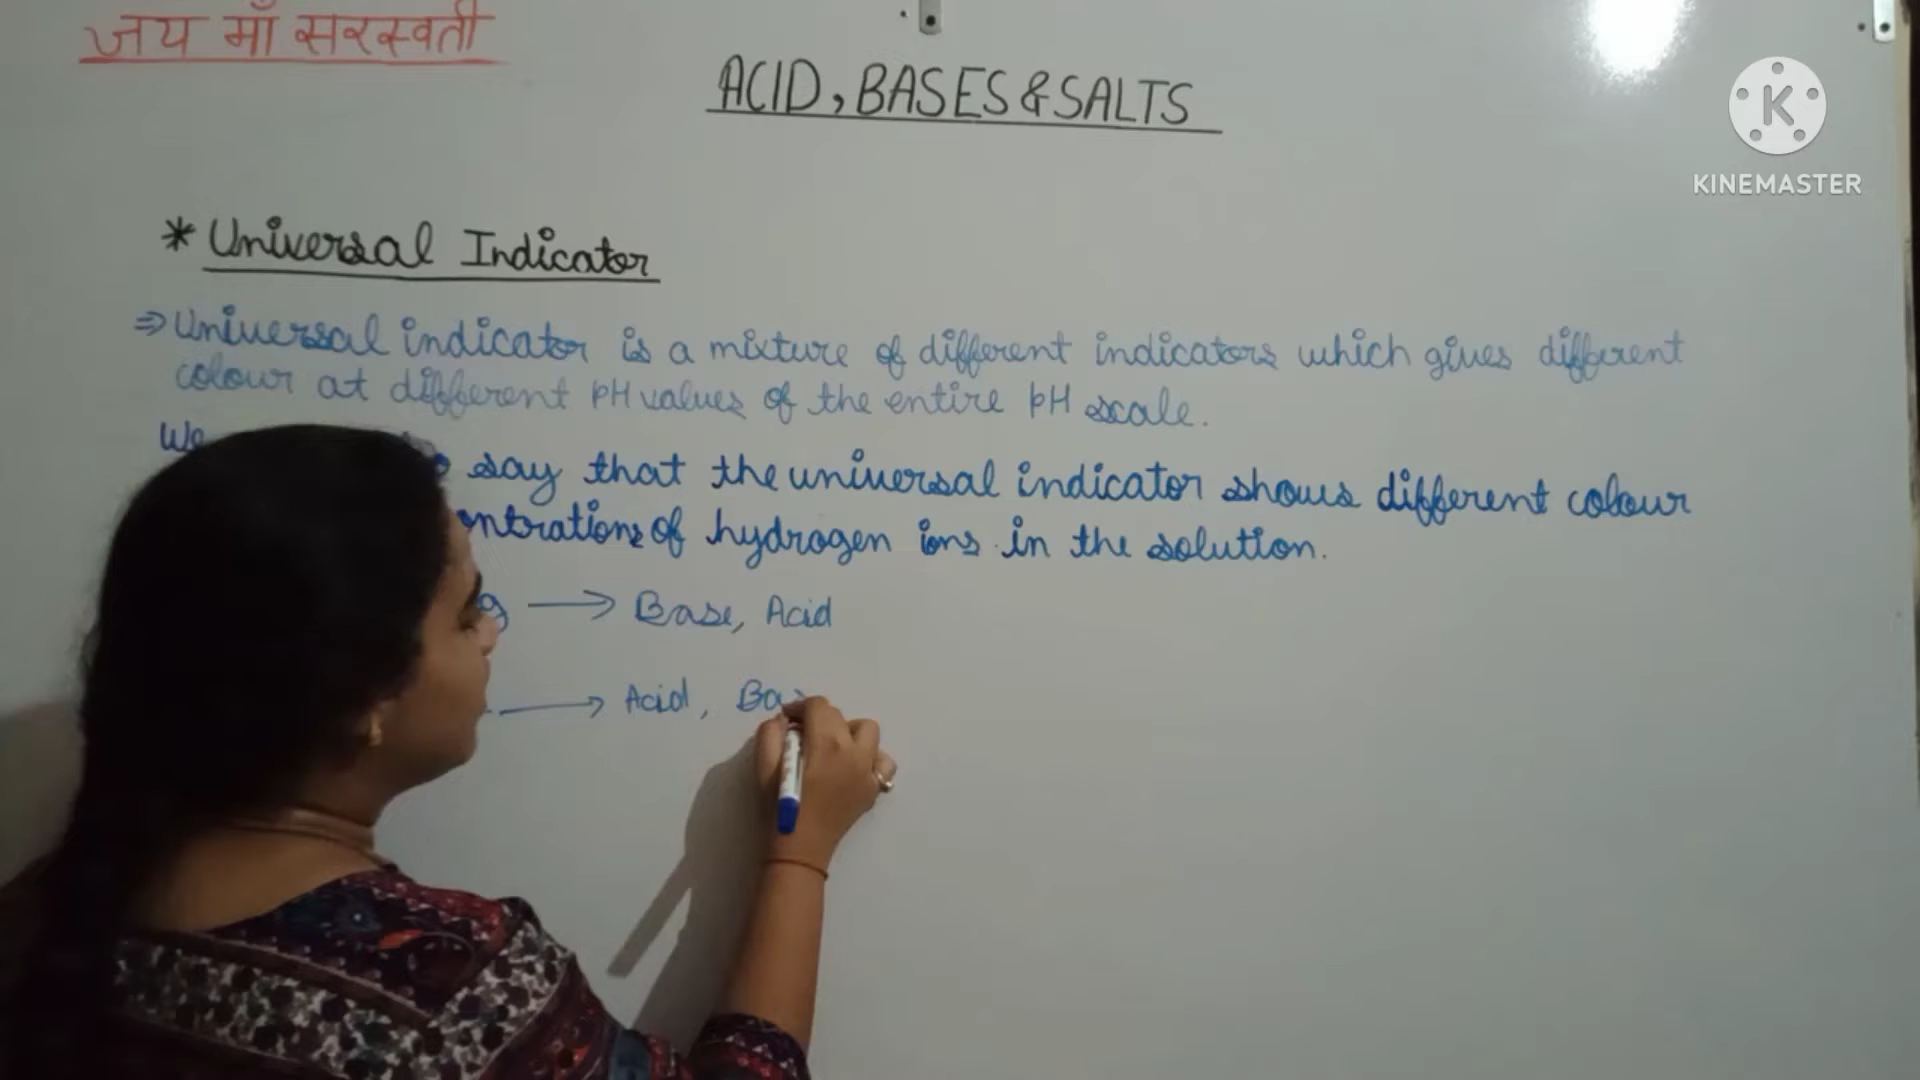 जय माँ सरस्वती
ACID, BASES & SALTS
KINEMASTER
* Universal Indicator
⇒ Universal indicator is a mixture of different indicators which gives different
colour at different pH values of the entire pH scale.
We say that the universal indicator shows different colour
of hydrogen ions in the solution.
→ Base, Acid
→ Acid, Ba